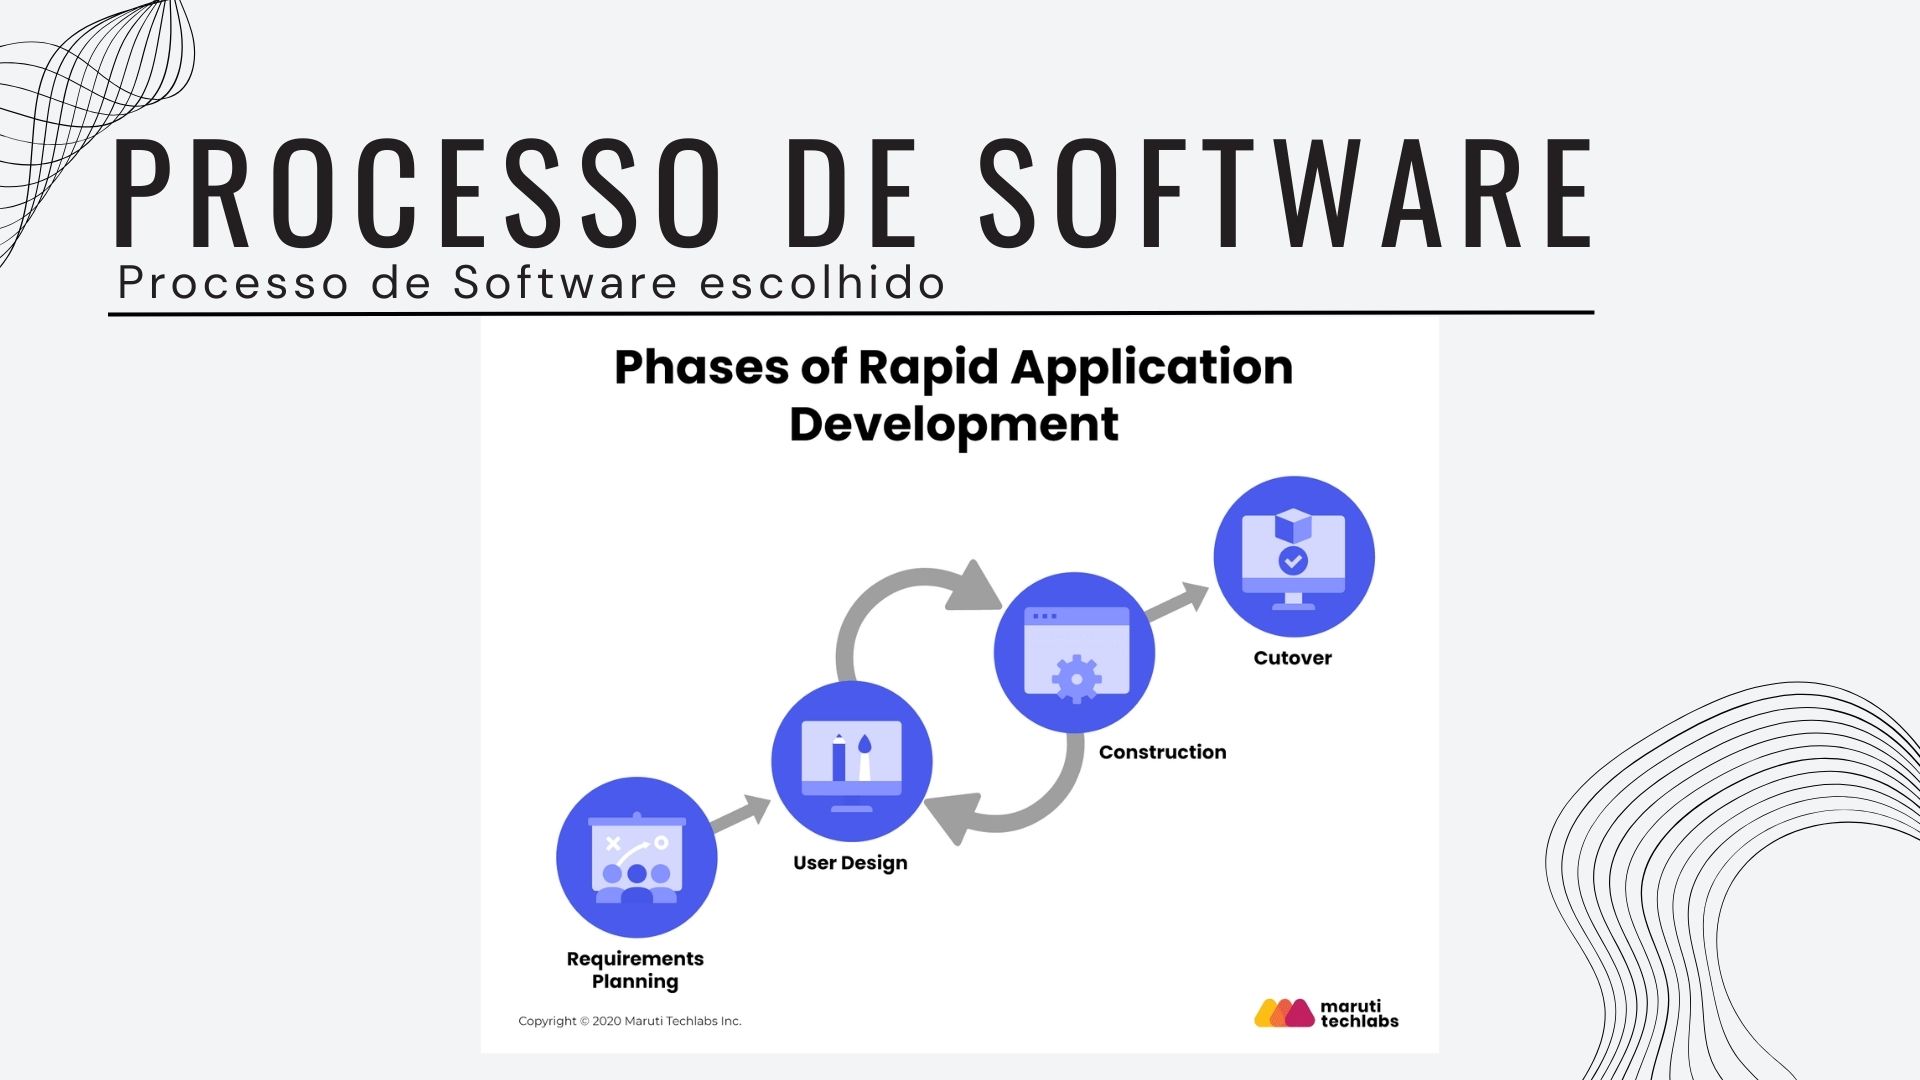 PROCESSO DE SOFTWARE
Processo de Software escolhido
Phases of Rapid Application
Development
Cutover
Construction
User Design
Requirements
Planning
Copyright © 2020 Maruti Techlabs Inc.
maruti
techlabs